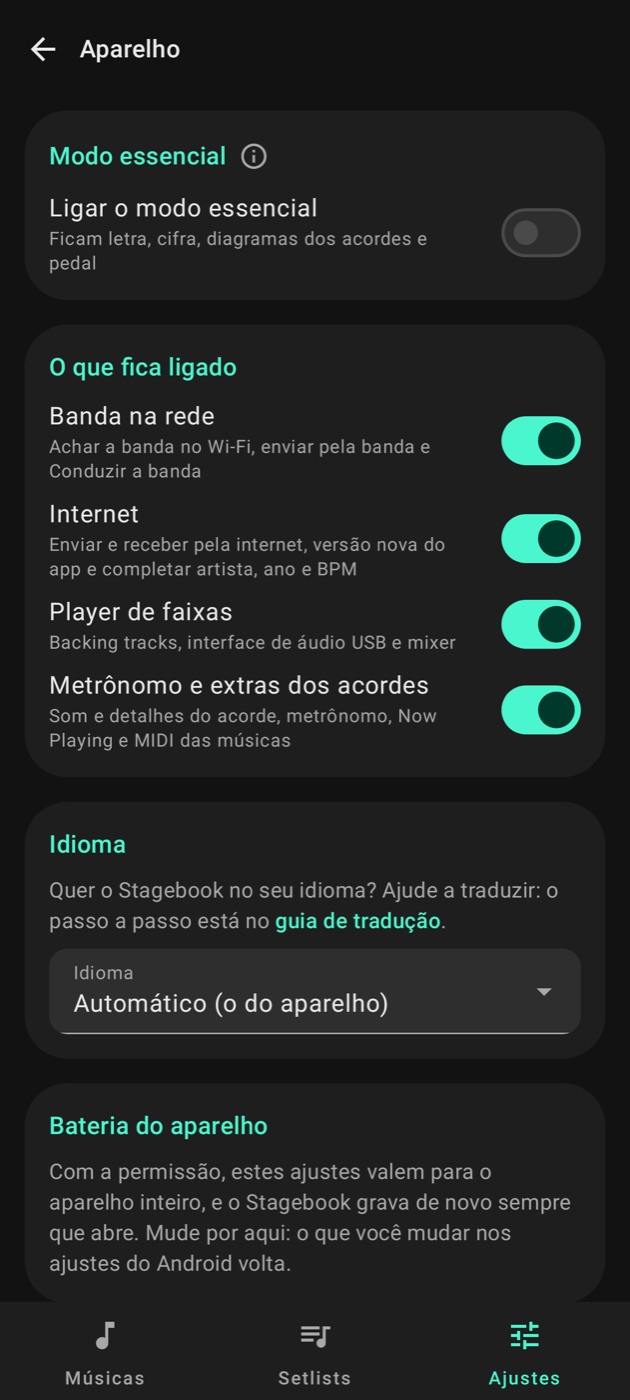 Aparelho
Modo essencial
Ligar o modo essencial
Ficam letra, cifra, diagramas dos acordes e
pedal
O que fica ligado
Banda na rede
Achar a banda no Wi-Fi, enviar pela banda e
Conduzir a banda
Internet
Enviar e receber pela internet, versão nova do
app e completar artista, ano e BPM
Player de faixas
Backing tracks, interface de áudio USB e mixer
Metrônomo e extras dos acordes
Som e detalhes do acorde, metrônomo, Now
Playing e MIDI das músicas
Idioma
Quer o Stagebook no seu idioma? Ajude a traduzir: o
passo a passo está no guia de tradução.
Idioma
Automático (o do aparelho)
Bateria do aparelho
Com a permissão, estes ajustes valem para o
aparelho inteiro, e o Stagebook grava de novo sempre
que abre. Mude por aqui: o que você mudar nos
ajustes do Android volta.
Músicas
Setlists
Ajustes